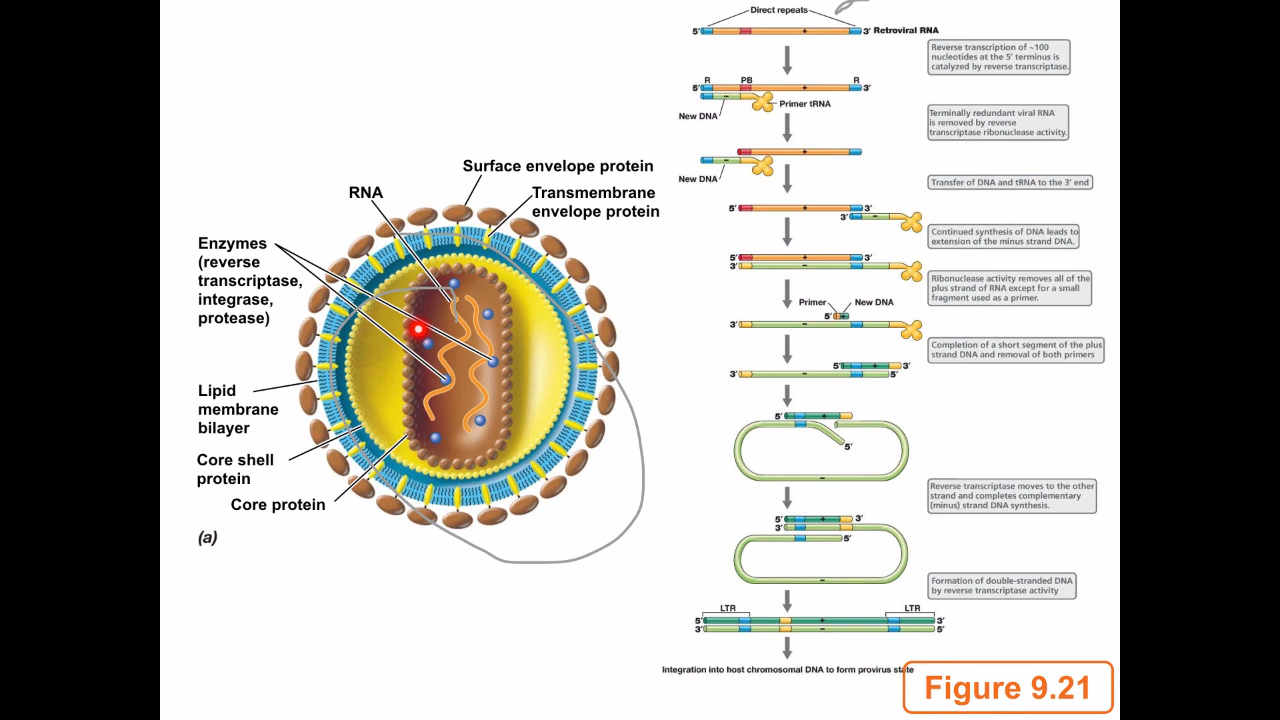 Surface envelope protein
RNA
Transmembrane
envelope protein
Enzymes
(reverse
transcriptase,
integrase,
protease)
Lipid
membrane
bilayer
Core shell
protein
Core protein
(a)
Direct repeats
5′ + 3′ Retroviral RNA
Reverse transcription of ~100
nucleotides at the 5′ terminus is
catalyzed by reverse transcriptase.
R PB R
5′ + 3′
− Primer tRNA
New DNA
Terminally redundant viral RNA
is removed by reverse
transcriptase ribonuclease activity.
+
−
New DNA
Transfer of DNA and tRNA to the 3′ end
5′ + 3′
3′ −
Continued synthesis of DNA leads to
extension of the minus strand DNA.
5′ + 3′
3′ −
Ribonuclease activity removes all of the
plus strand of RNA except for a small
fragment used as a primer.
Primer New DNA
5′ +
3′ −
Completion of a short segment of the plus
strand DNA and removal of both primers
5′ + 3′
3′ − 5′
5′ +
5′
−
Reverse transcriptase moves to the other
strand and completes complementary
(minus) strand DNA synthesis.
5′ + 3′
3′
5′
−
Formation of double-stranded DNA
by reverse transcriptase activity
LTR LTR
5′ + 3′
3′ − 5′
Integration into host chromosomal DNA to form provirus state
Figure 9.21